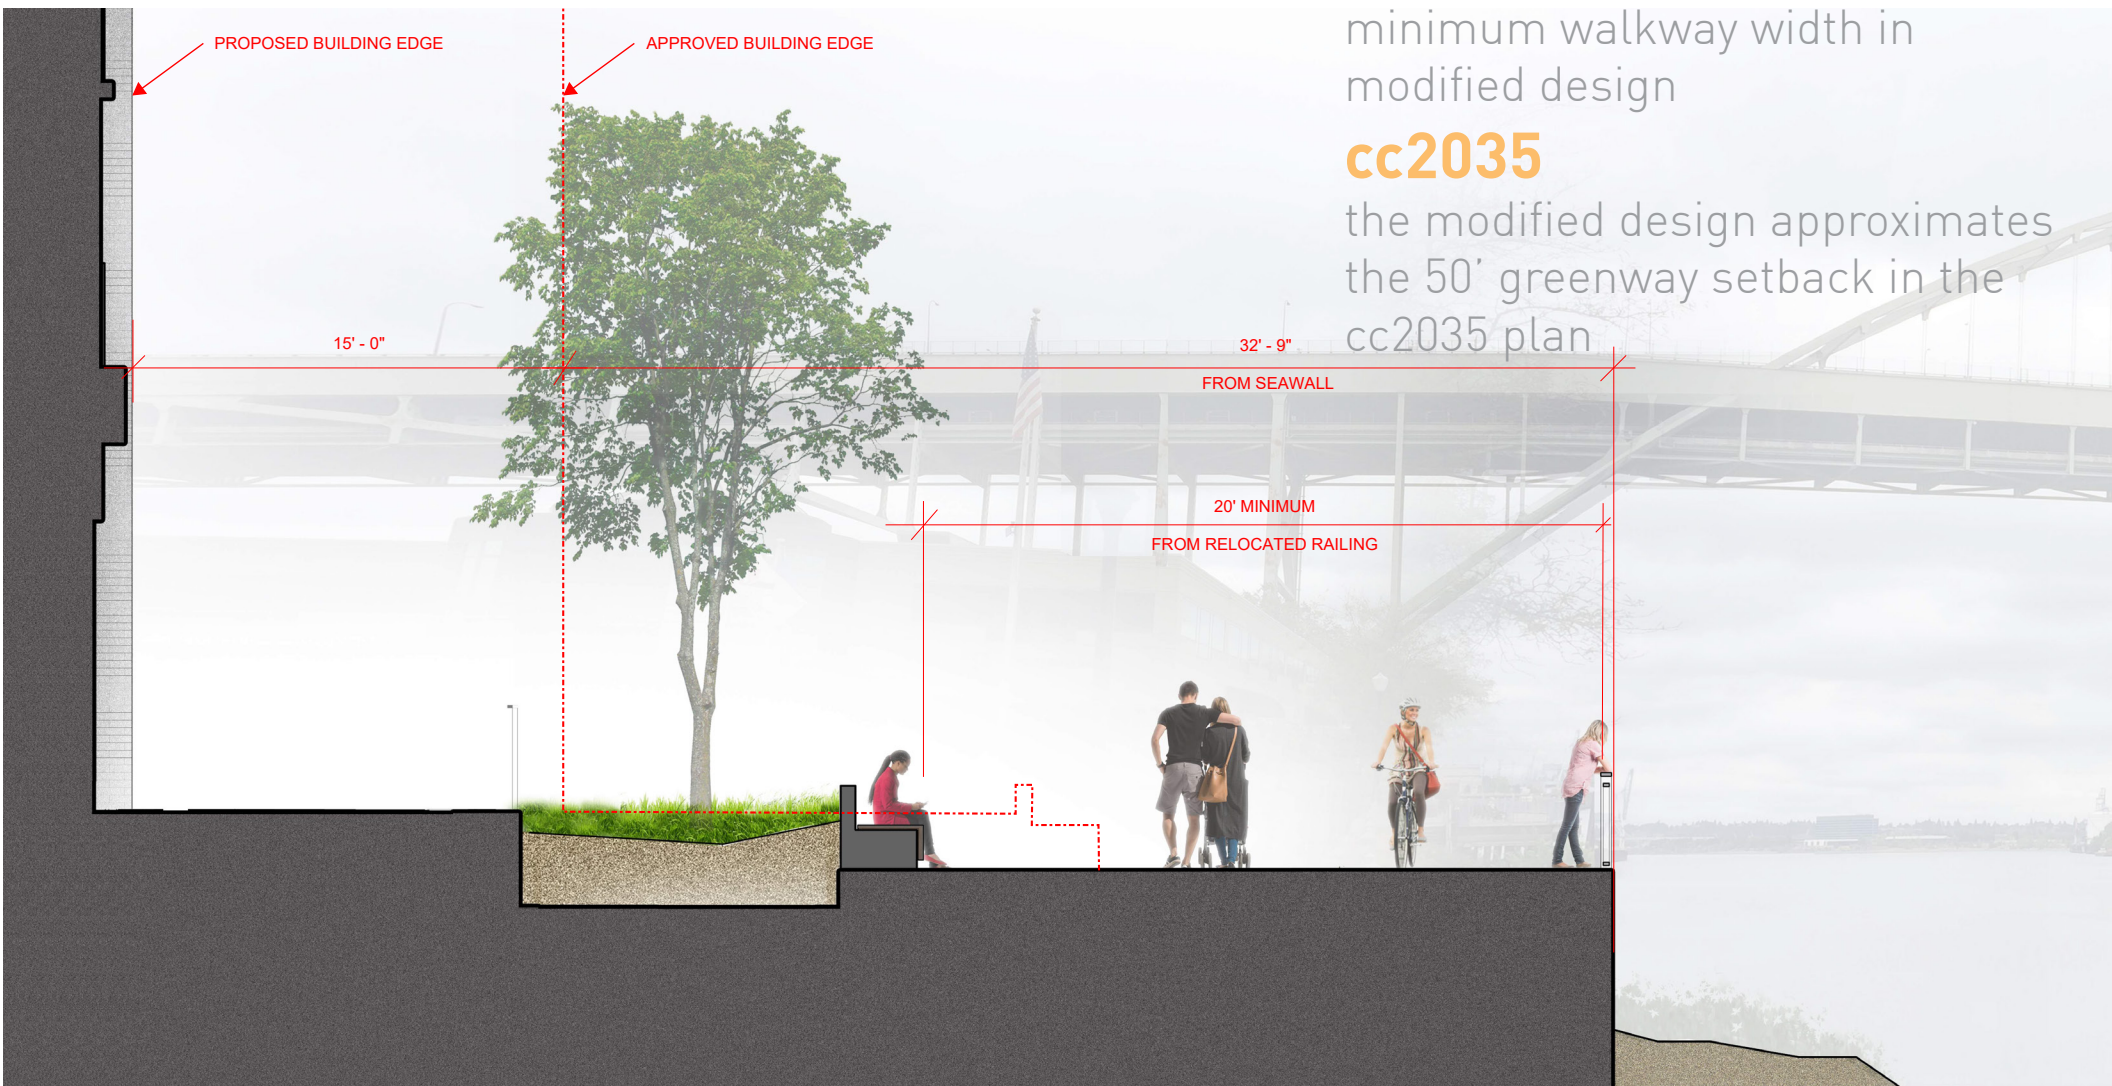 PROPOSED BUILDING EDGE
APPROVED BUILDING EDGE
minimum walkway width in
modified design
cc2035
the modified design approximates
the 50’ greenway setback in the
cc2035 plan
15' - 0"
32' - 9"
FROM SEAWALL
20' MINIMUM
FROM RELOCATED RAILING